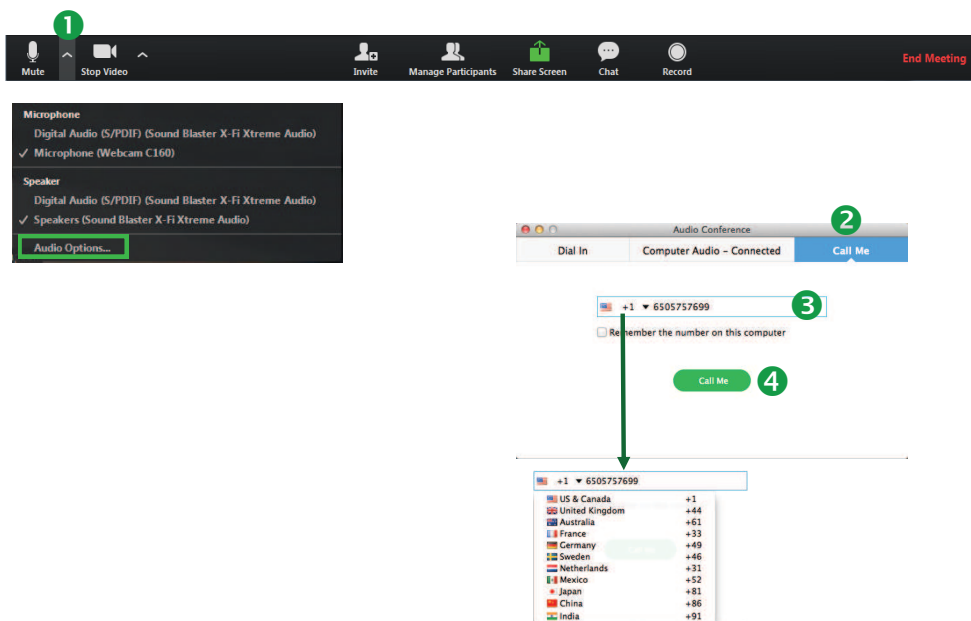 1
Mute
Stop Video
Invite
Manage Participants
Share Screen
Chat
Record
End Meeting
Microphone
Digital Audio (S/PDIF) (Sound Blaster X-Fi Xtreme Audio)
✓ Microphone (Webcam C160)
Speaker
Digital Audio (S/PDIF) (Sound Blaster X-Fi Xtreme Audio)
✓ Speakers (Sound Blaster X-Fi Xtreme Audio)
Audio Options...
2
Audio Conference
Dial In
Computer Audio – Connected
Call Me
+1 ▼ 6505757699
3
Remember the number on this computer
Call Me
4
+1 ▼ 6505757699
US & Canada +1
United Kingdom +44
Australia +61
France +33
Germany +49
Sweden +46
Netherlands +31
Mexico +52
Japan +81
China +86
India +91